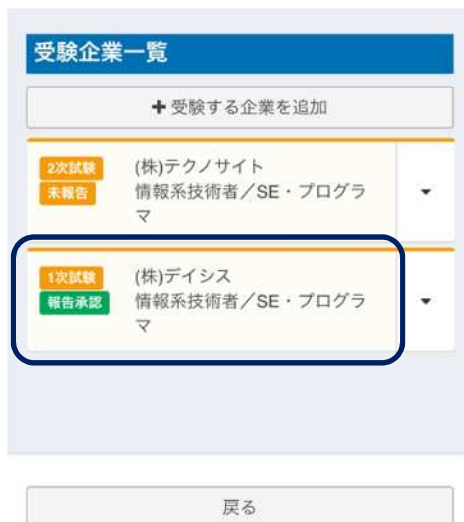 受験企業一覧
+ 受験する企業を追加
2次試験
未報告
(株)テクノサイト
情報系技術者/SE・プログラ
マ
1次試験
報告承認
(株)デイシス
情報系技術者/SE・プログラ
マ
戻る